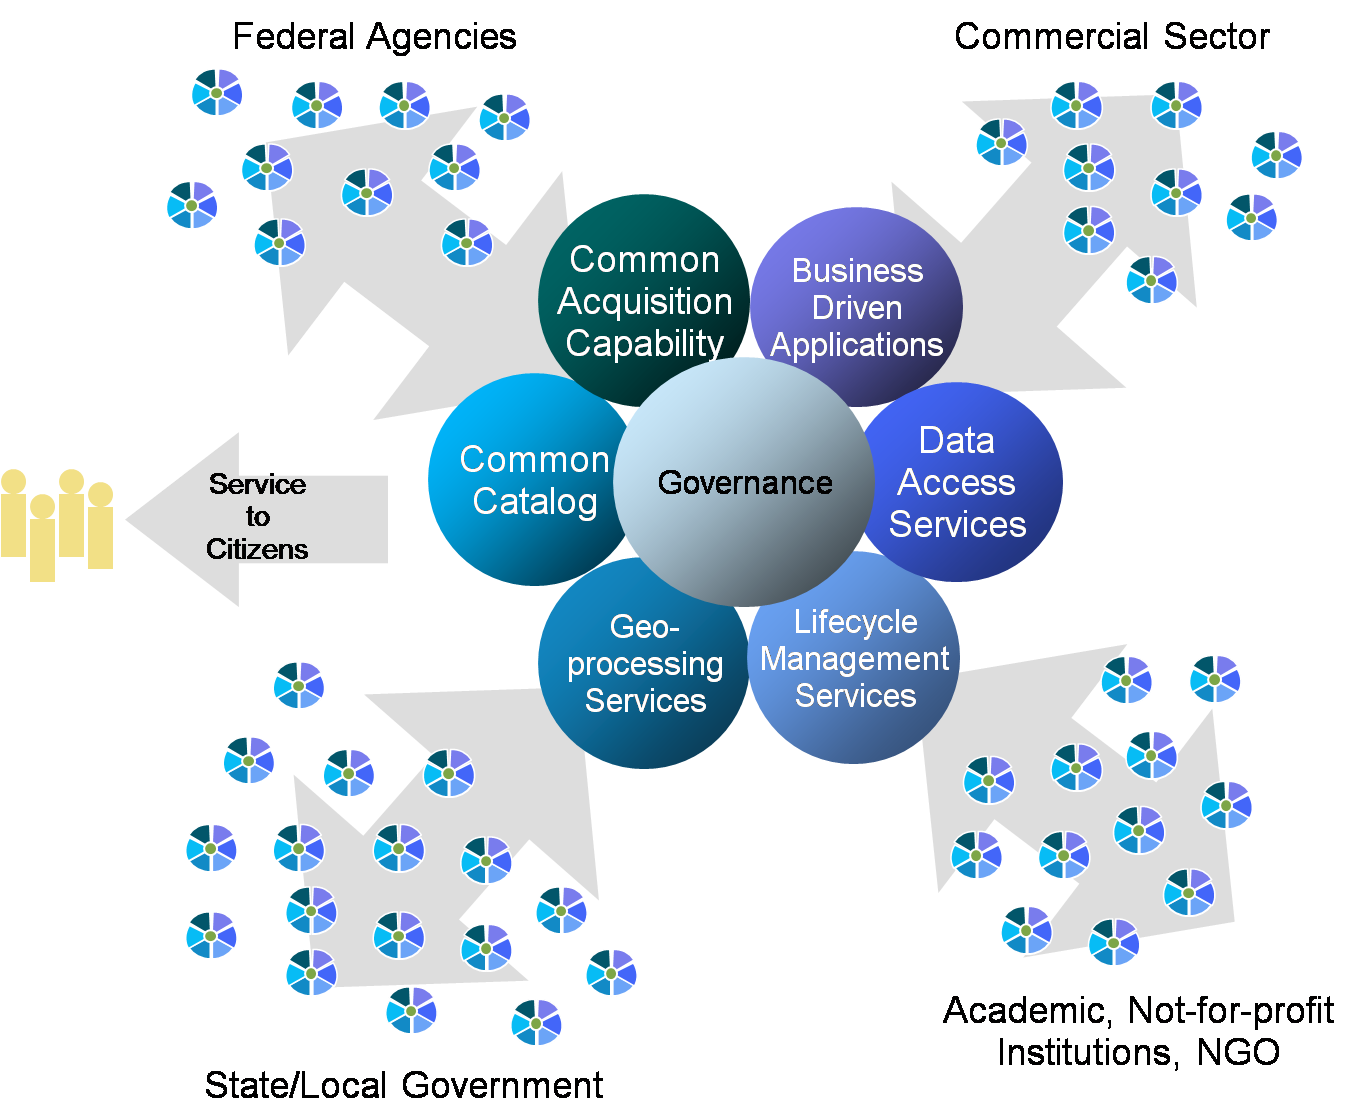 Federal Agencies
Commercial Sector
Common
Acquisition
Capability
Business
Driven
Applications
Common
Catalog
Governance
Data
Access
Services
Service
to
Citizens
Geo-
processing
Services
Lifecycle
Management
Services
Academic, Not-for-profit
Institutions, NGO
State/Local Government